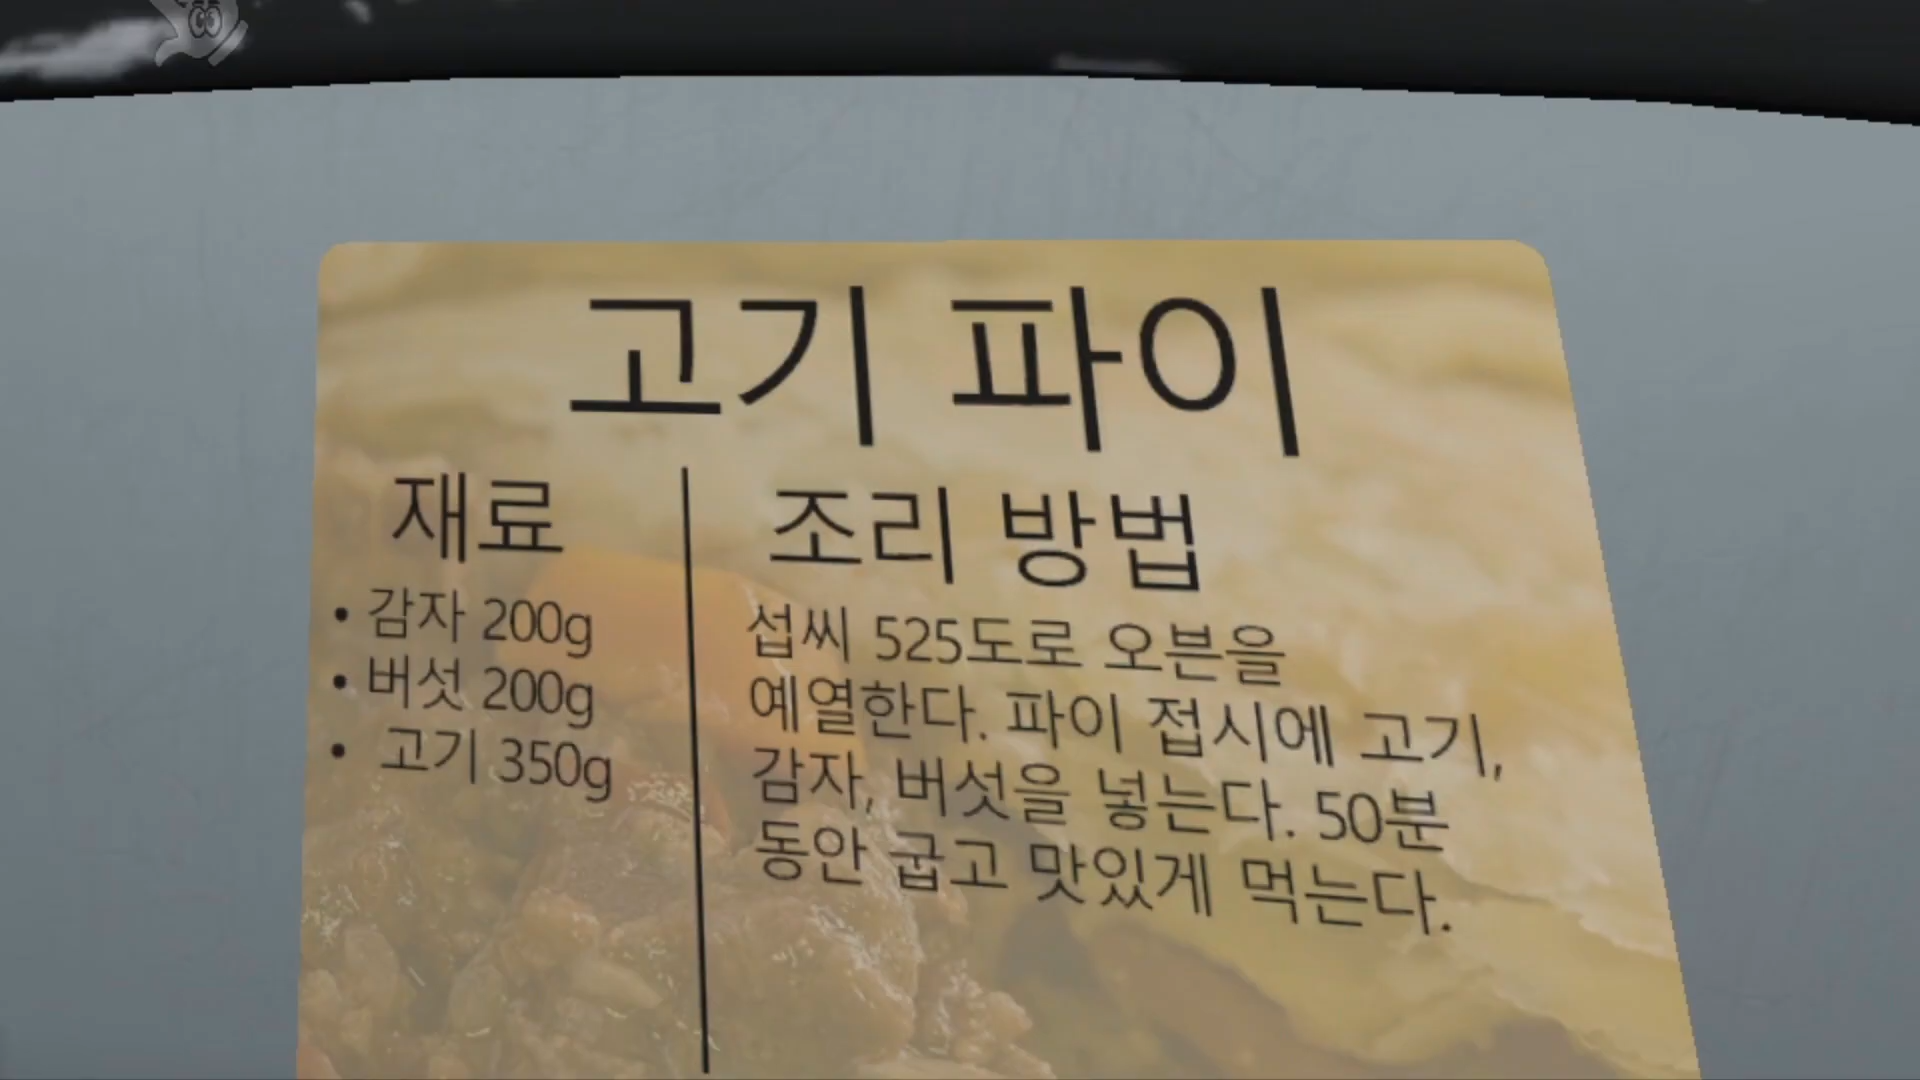 고기 파이
재료
• 감자 200g
• 버섯 200g
• 고기 350g
조리 방법
섭씨 525도로 오븐을
예열한다. 파이 접시에 고기,
감자, 버섯을 넣는다. 50분
동안 굽고 맛있게 먹는다.